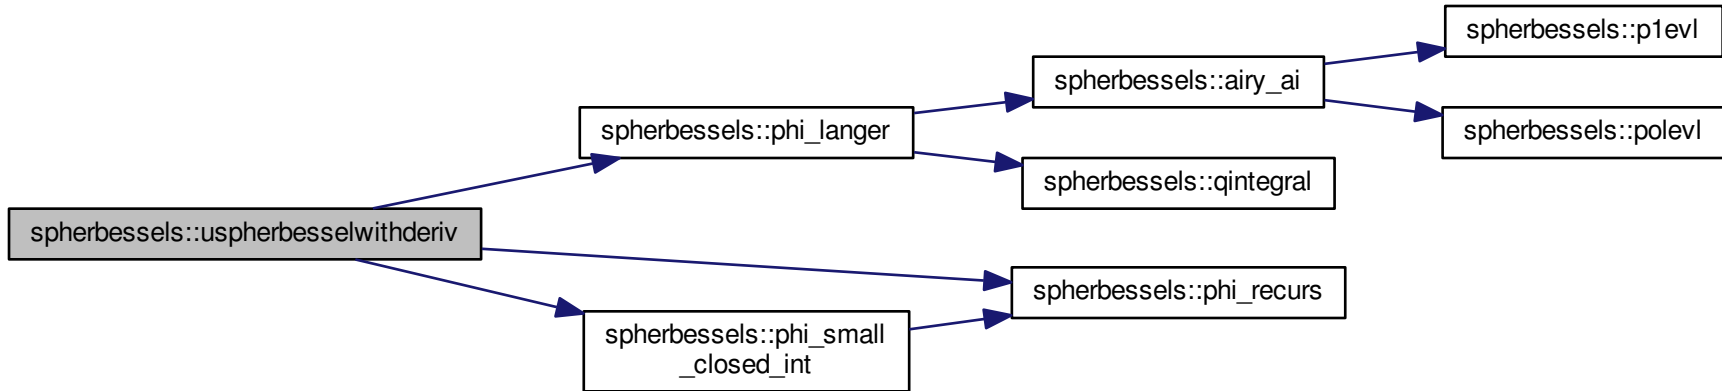 spherbessels::uspherbesselwithderiv
spherbessels::phi_langer
spherbessels::airy_ai
spherbessels::p1evl
spherbessels::polevl
spherbessels::qintegral
spherbessels::phi_recurs
spherbessels::phi_small
_closed_int